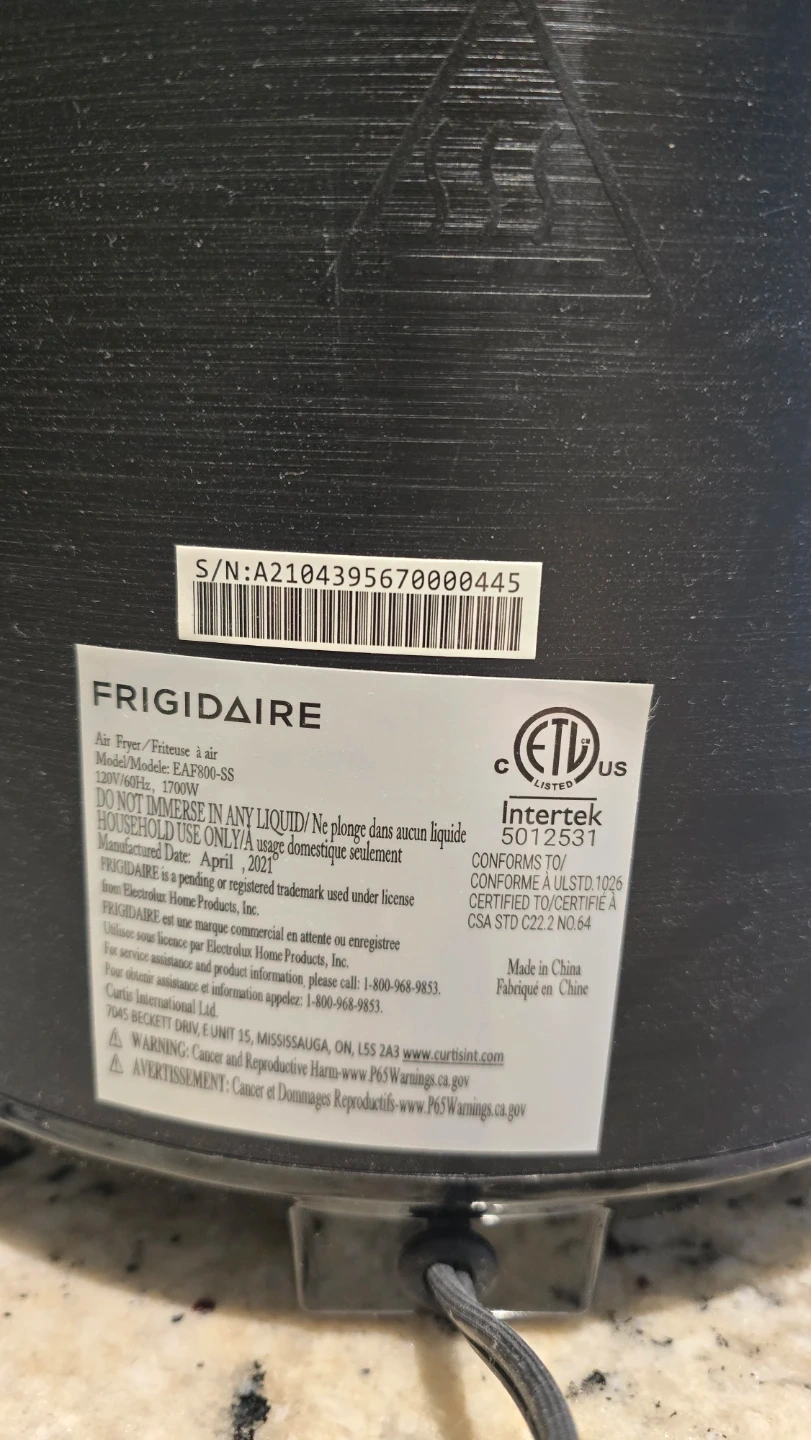 S/N:A2104395670000445
FRIGIDAIRE
Air Fryer/Friteuse à air
Model/Modele: EAF800-SS
120V/60Hz, 1700W
DO NOT IMMERSE IN ANY LIQUID/ Ne plonge dans aucun liquide
HOUSEHOLD USE ONLY/À usage domestique seulement
Manufactured Date: April , 2021
FRIGIDAIRE is a pending or registered trademark used under license
from Electrolux Home Products, Inc.
FRIGIDAIRE est une marque commercial en attente ou enregistree
Utilisee sous licence par Electrolux Home Products, Inc.
For service assistance and product information, please call: 1-800-968-9853.
Pour obtenir assistance et information appelez: 1-800-968-9853.
Curtis International Ltd.
7045 BECKETT DRIV, E UNIT 15, MISSISSAUGA, ON, L5S 2A3 www.curtisint.com
WARNING: Cancer and Reproductive Harm-www.P65Warnings.ca.gov
AVERTISSEMENT: Cancer et Dommages Reproductifs-www.P65Warnings.ca.gov
C ETL CM US
LISTED
Intertek
5012531
CONFORMS TO/
CONFORME À ULSTD.1026
CERTIFIED TO/CERTIFIÉ À
CSA STD C22.2 NO.64
Made in China
Fabriqué en Chine